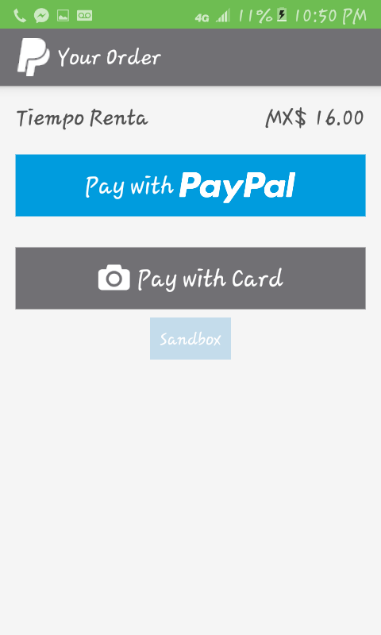 4G 11% 10:50 PM
Your Order
Tiempo Renta MX$ 16.00
Pay with PayPal
Pay with Card
Sandbox